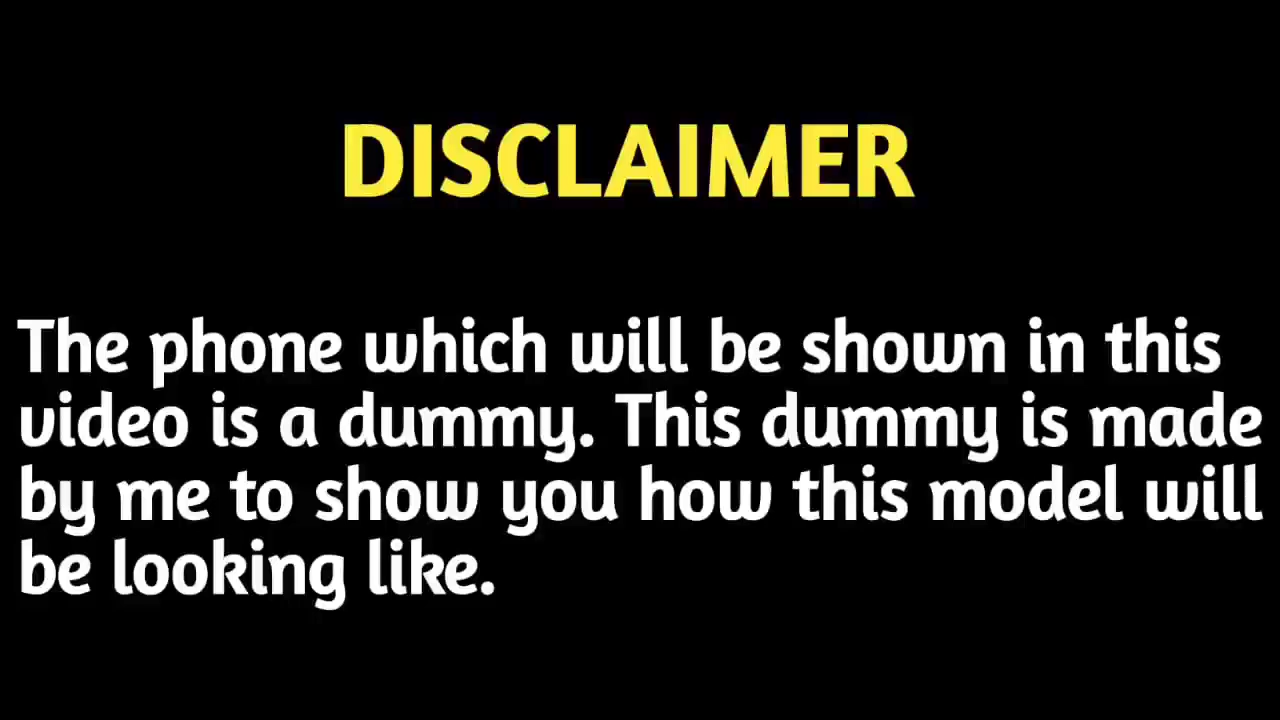 DISCLAIMER
The phone which will be shown in this
video is a dummy. This dummy is made
by me to show you how this model will
be looking like.